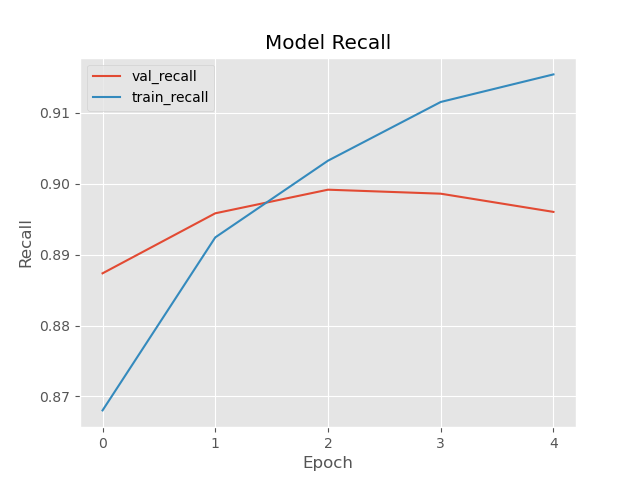 Model Recall
val_recall
train_recall
0.91
0.90
0.89
0.88
0.87
Recall
0 1 2 3 4
Epoch